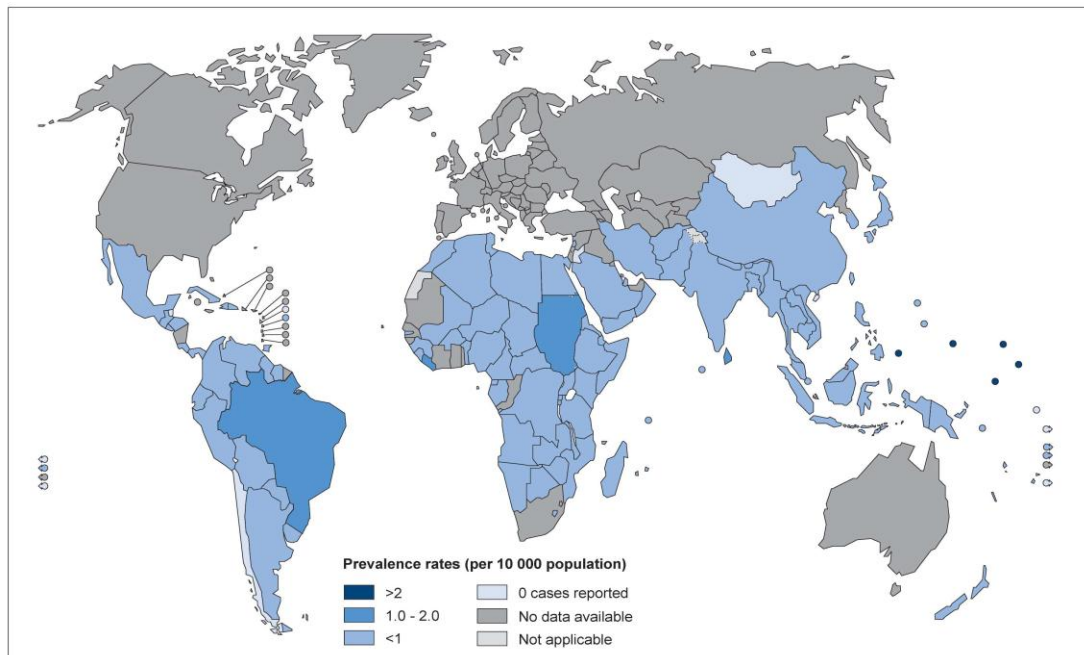 Prevalence rates (per 10 000 population)
>2
1.0 - 2.0
<1
0 cases reported
No data available
Not applicable